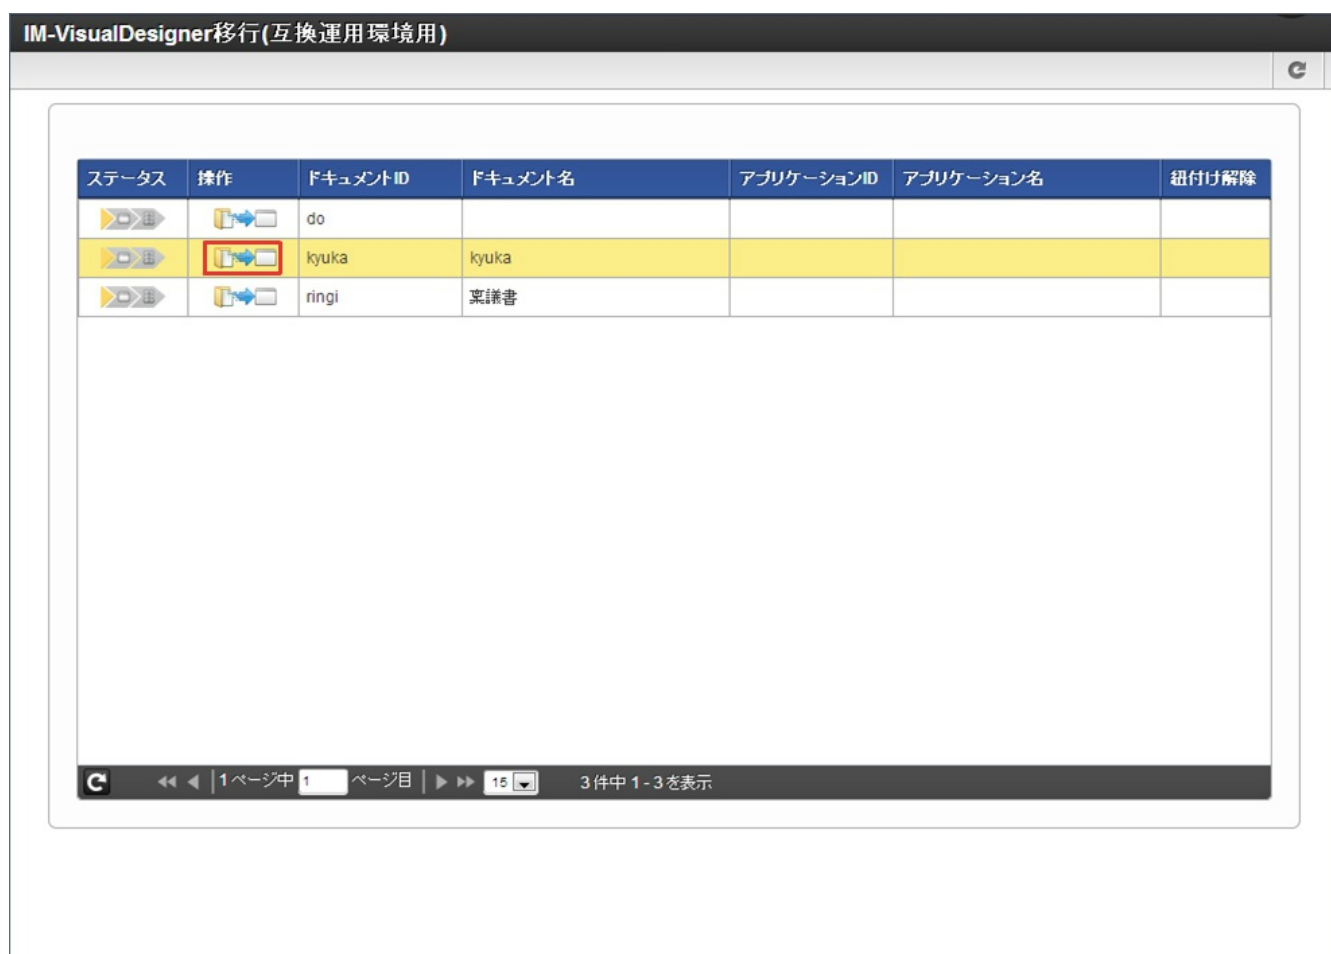 IM-VisualDesigner移行(互換運用環境用)
ステータス 操作 ドキュメントID ドキュメント名 アプリケーションID アプリケーション名 紐付け解除
do
kyuka kyuka
ringi 稟議書
1 ページ中 1 ページ目 15 3 件中 1 - 3 を表示